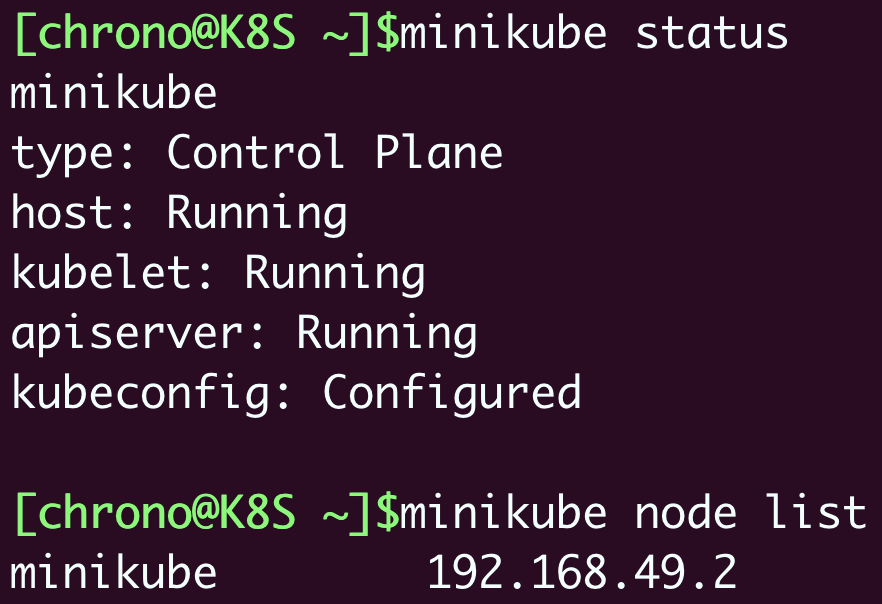 [chrono@K8S ~]$minikube status
minikube
type: Control Plane
host: Running
kubelet: Running
apiserver: Running
kubeconfig: Configured
[chrono@K8S ~]$minikube node list
minikube        192.168.49.2